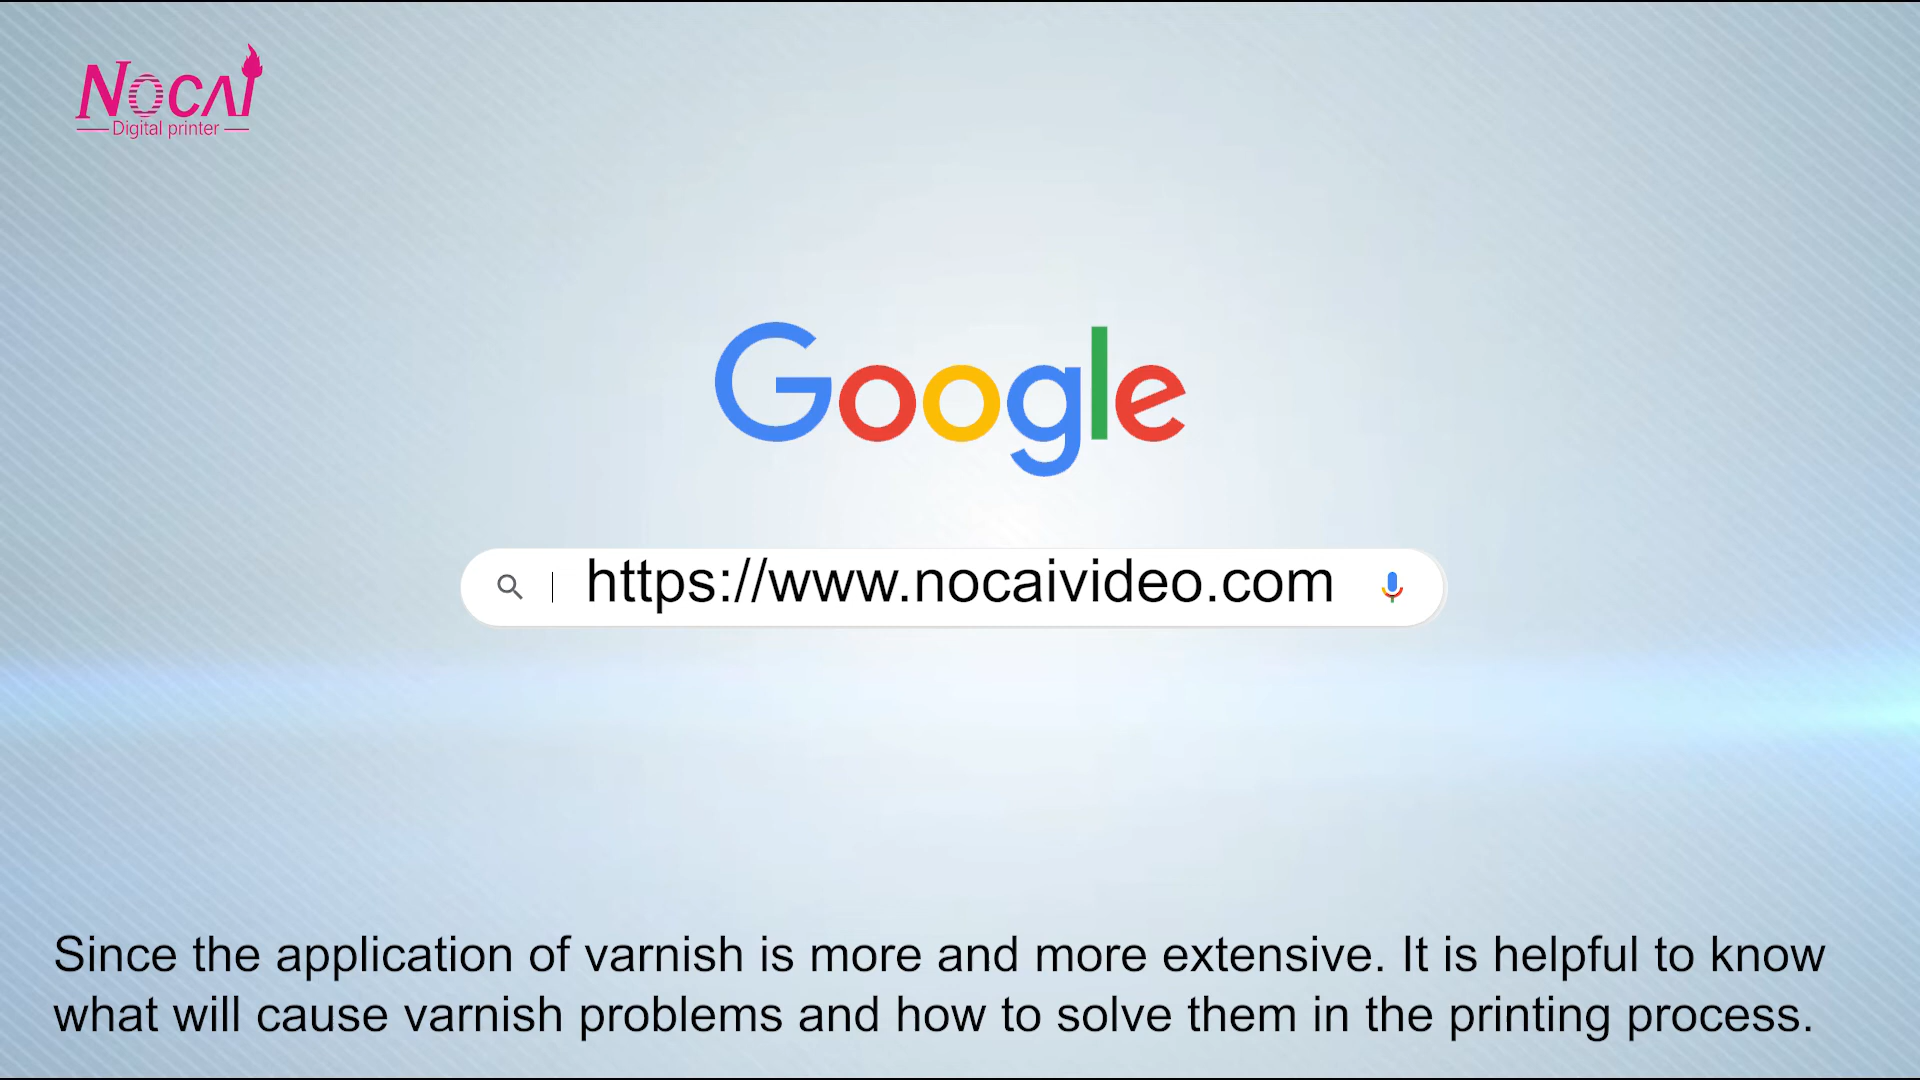 NOCAI
Digital printer
Google
https://www.nocaivideo.com
Since the application of varnish is more and more extensive. It is helpful to know
what will cause varnish problems and how to solve them in the printing process.